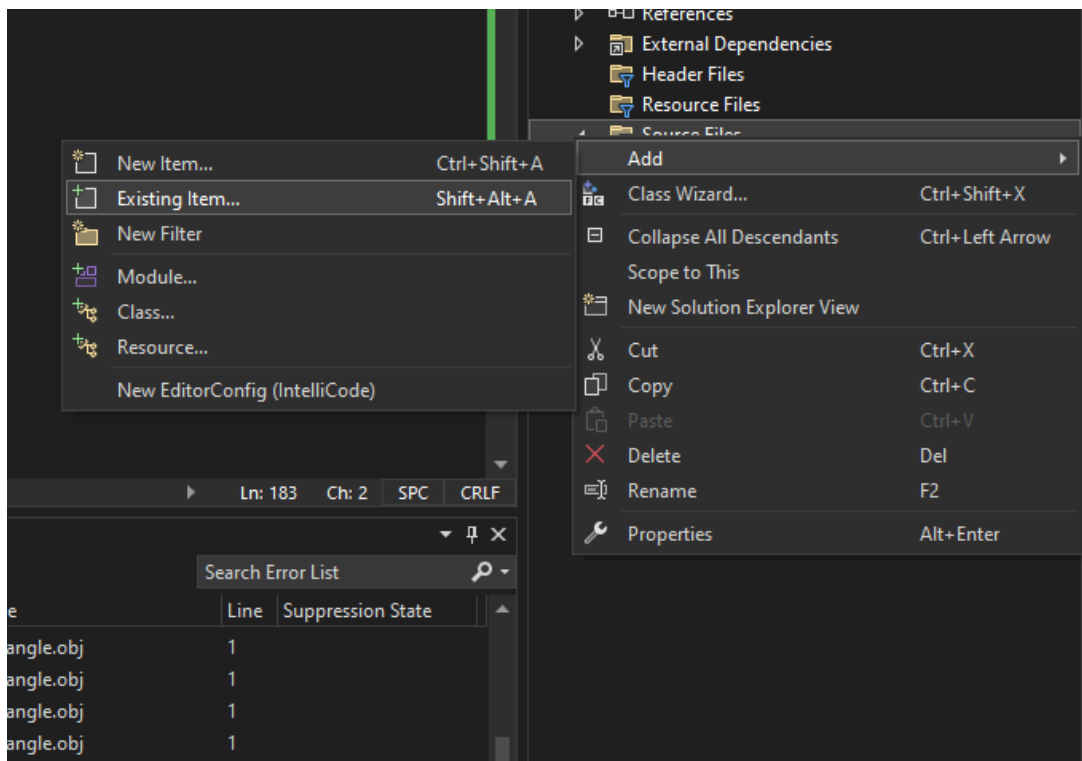 References
External Dependencies
Header Files
Resource Files
Source Files
New Item... Ctrl+Shift+A
Existing Item... Shift+Alt+A
New Filter
Module...
Class...
Resource...
New EditorConfig (IntelliCode)
Add
Class Wizard... Ctrl+Shift+X
Collapse All Descendants Ctrl+Left Arrow
Scope to This
New Solution Explorer View
Cut Ctrl+X
Copy Ctrl+C
Paste Ctrl+V
Delete Del
Rename F2
Properties Alt+Enter
Ln: 183 Ch: 2 SPC CRLF
Search Error List
e Line Suppression State
angle.obj 1
angle.obj 1
angle.obj 1
angle.obj 1